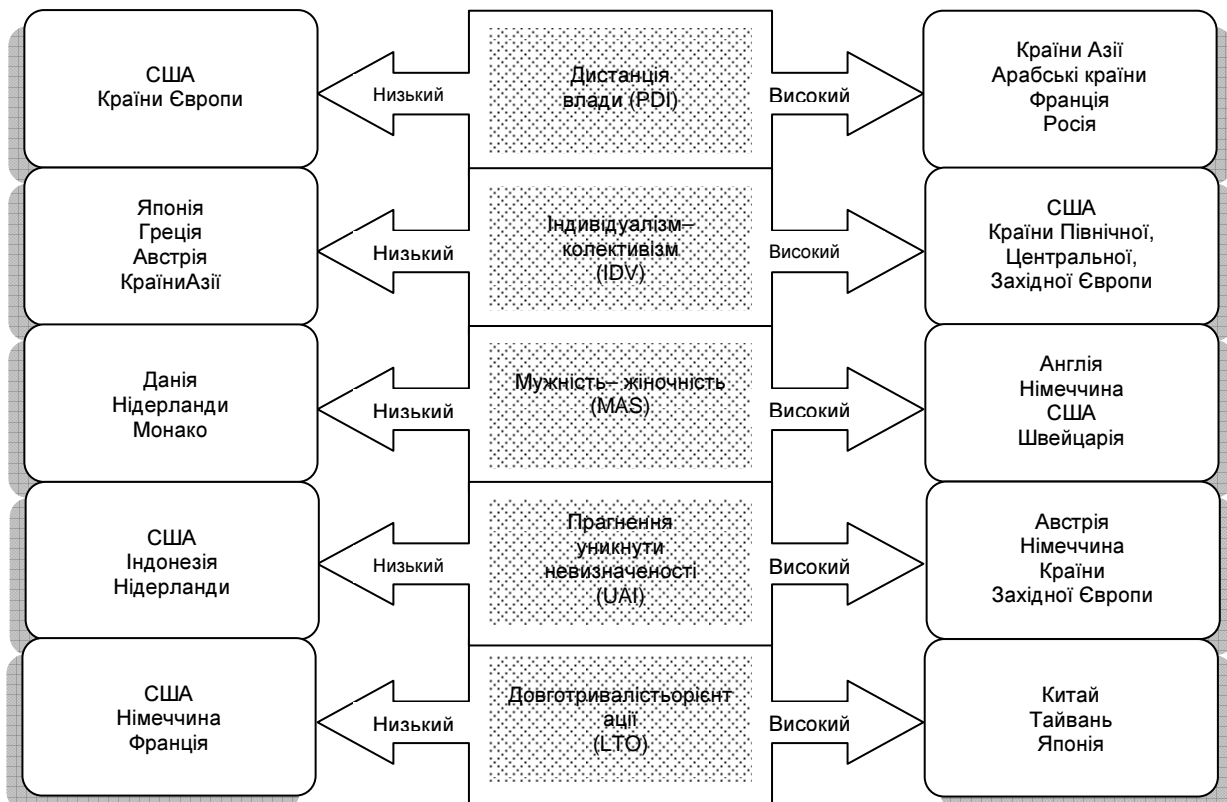 США
Країни Європи
Низький
Дистанція
влади (PDI)
Високий
Країни Азії
Арабські країни
Франція
Росія
Японія
Греція
Австрія
КраїниАзії
Низький
Індивідуалізм–
колективізм
(IDV)
Високий
США
Країни Північної,
Центральної,
Західної Європи
Данія
Нідерланди
Монако
Низький
Мужність– жіночність
(MAS)
Високий
Англія
Німеччина
США
Швейцарія
США
Індонезія
Нідерланди
Низький
Прагнення
уникнути
невизначеності
(UAI)
Високий
Австрія
Німеччина
Країни
Західної Європи
США
Німеччина
Франція
Низький
Довготривалістьорієнт
ації
(LTO)
Високий
Китай
Тайвань
Японія